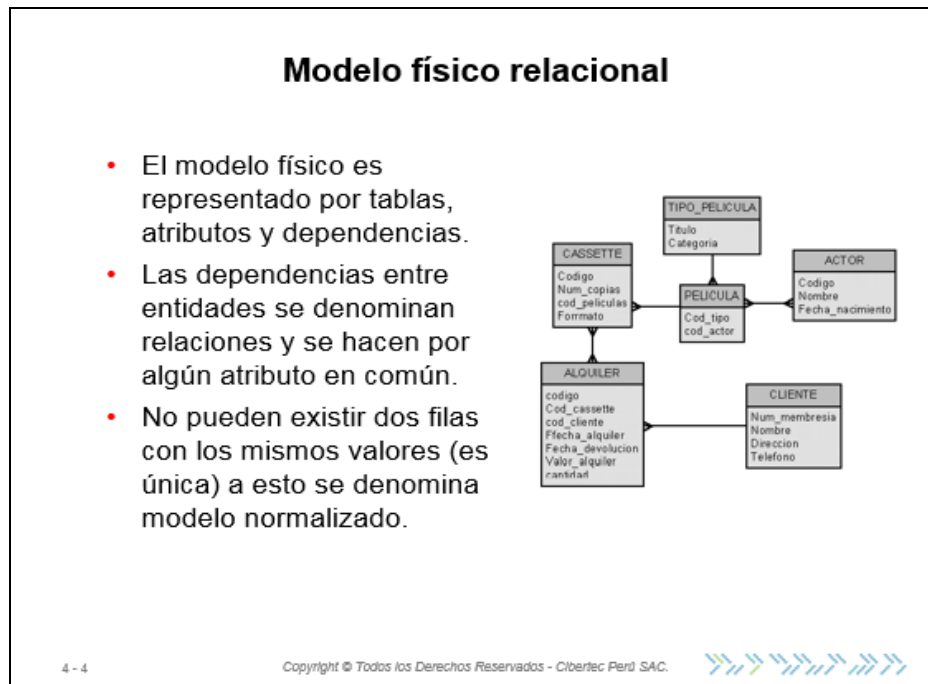 Modelo físico relacional
• El modelo físico es
representado por tablas,
atributos y dependencias.
• Las dependencias entre
entidades se denominan
relaciones y se hacen por
algún atributo en común.
• No pueden existir dos filas
con los mismos valores (es
única) a esto se denomina
modelo normalizado.
TIPO_PELICULA
Titulo
Categoria
CASSETTE
Codigo
Num_copias
cod_peliculas
Forrmato
PELICULA
Cod_tipo
cod_actor
ACTOR
Codigo
Nombre
Fecha_nacimiento
ALQUILER
codigo
Cod_cassette
cod_cliente
Ffecha_alquiler
Fecha_devolucion
Valor_alquiler
cantidad
CLIENTE
Num_membresia
Nombre
Direccion
Telefono
4 - 4
Copyright © Todos los Derechos Reservados - Cibertec Perú SAC.